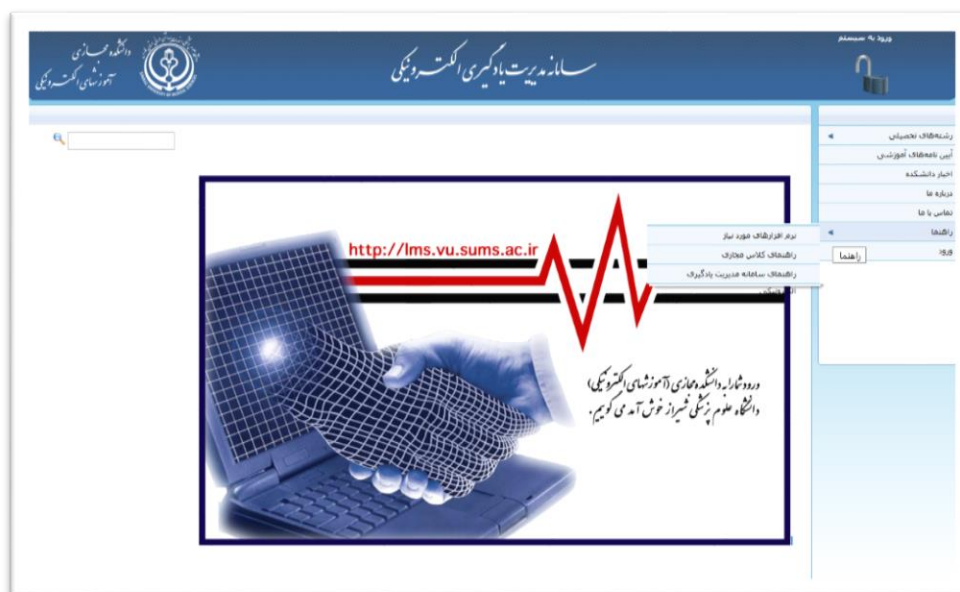 ورود به سیستم
سامانه مدیریت یادگیری الکترونیکی
دانشکده مجازی
آموزشهای الکترونیکی
رشته‌های تحصیلی
آیین نامه‌های آموزشی
اخبار دانشکده
درباره ما
تماس با ما
راهنما
ورود
راهنما
نرم افزارهای مورد نیاز
راهنمای کلاس مجازی
راهنمای سامانه مدیریت یادگیری
http://lms.vu.sums.ac.ir
ورود شما را به دانشکده مجازی (آموزشهای الکترونیکی)
دانشگاه علوم پزشکی شیراز خوش آمد می گوییم.